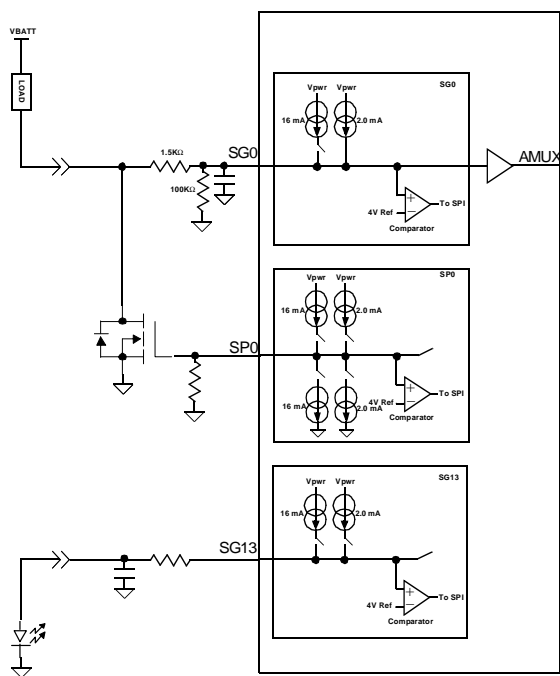 VBATT
LOAD
1.5KΩ
100KΩ
SG0
Vpwr Vpwr
SG0
16 mA
2.0 mA
4V Ref
To SPI
Comparator
AMUX
SP0
Vpwr Vpwr
SP0
16 mA
2.0 mA
16 mA
2.0 mA
4V Ref
To SPI
Comparator
SG13
Vpwr Vpwr
SG13
16 mA
2.0 mA
4V Ref
To SPI
Comparator